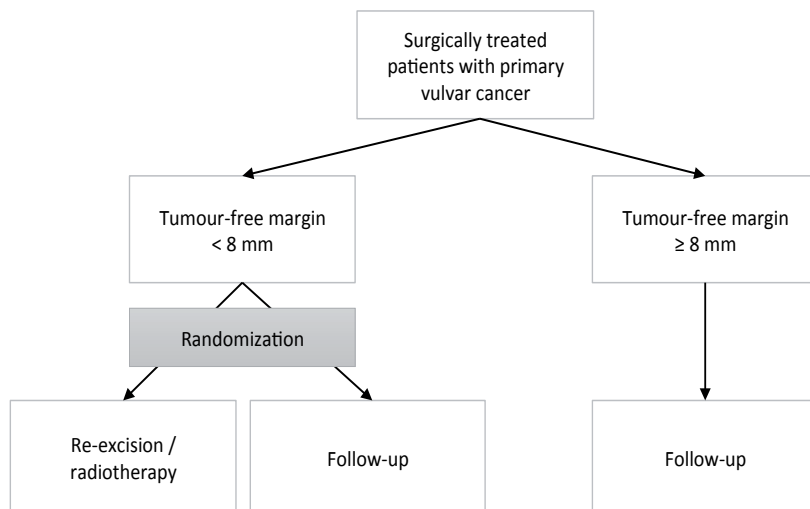 Surgically treated
patients with primary
vulvar cancer
Tumour-free margin
< 8 mm
Tumour-free margin
≥ 8 mm
Randomization
Re-excision /
radiotherapy
Follow-up
Follow-up